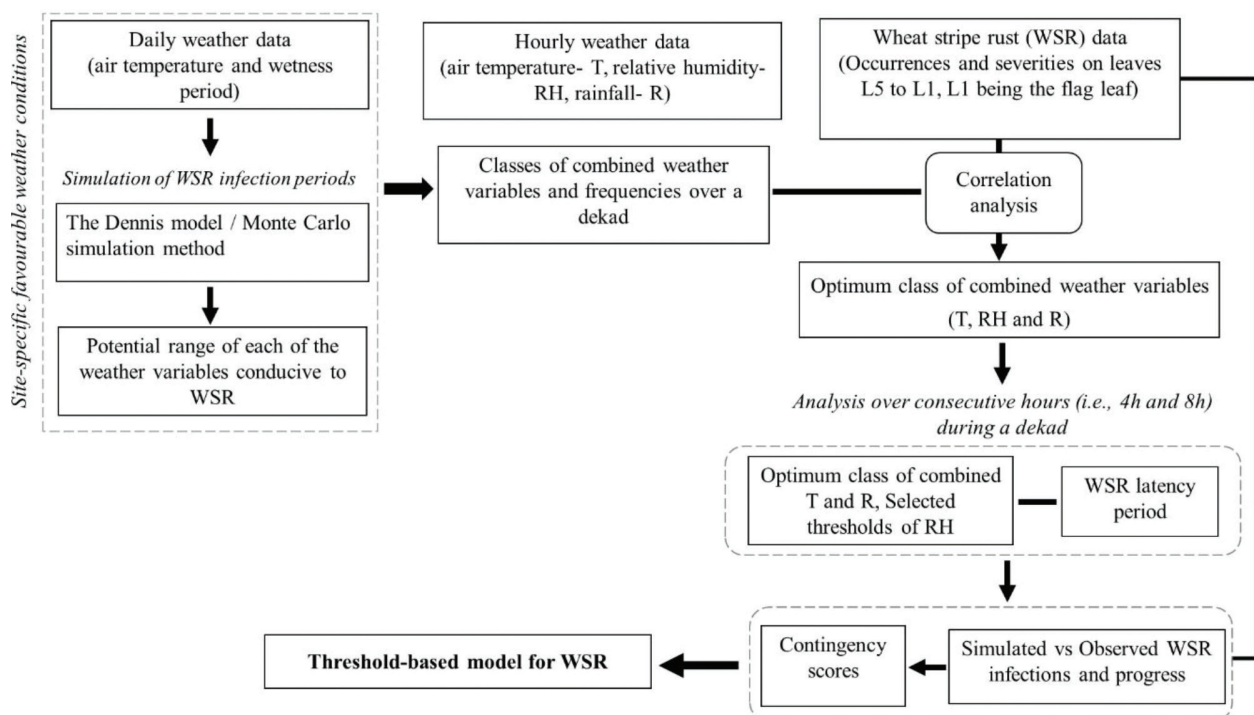 Site-specific favourable weather conditions
Daily weather data
(air temperature and wetness
period)
Simulation of WSR infection periods
The Dennis model / Monte Carlo
simulation method
Potential range of each of the
weather variables conducive to
WSR
Hourly weather data
(air temperature- T, relative humidity-
RH, rainfall- R)
Classes of combined weather
variables and frequencies over a
dekad
Wheat stripe rust (WSR) data
(Occurrences and severities on leaves
L5 to L1, L1 being the flag leaf)
Correlation
analysis
Optimum class of combined weather variables
(T, RH and R)
Analysis over consecutive hours (i.e., 4h and 8h)
during a dekad
Optimum class of combined
T and R, Selected
thresholds of RH
WSR latency
period
Simulated vs Observed WSR
infections and progress
Contingency
scores
Threshold-based model for WSR